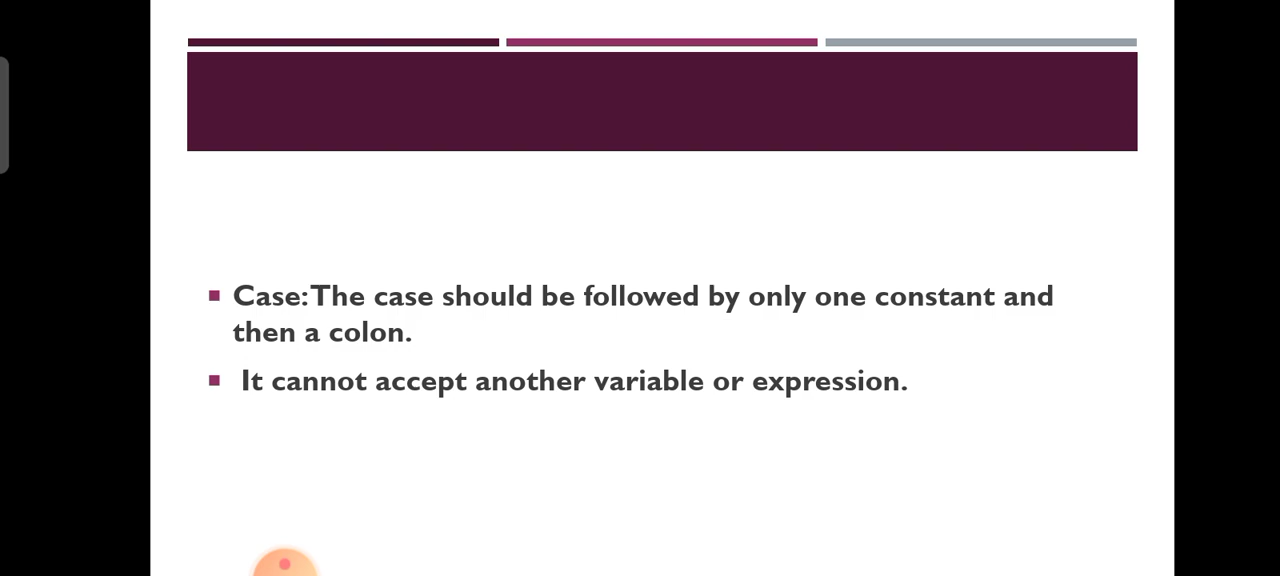 Case: The case should be followed by only one constant and
then a colon.
It cannot accept another variable or expression.